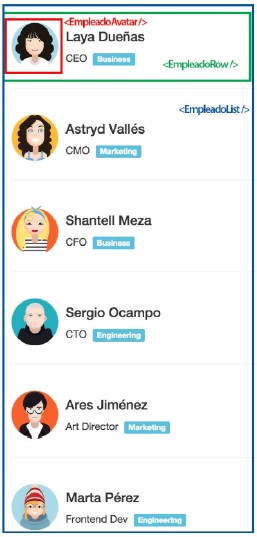 <EmpleadoAvatar />
Laya Dueñas
CEO Business
<EmpleadoRow />
<EmpleadoList />
Astryd Vallés
CMO Marketing
Shantell Meza
CFO Business
Sergio Ocampo
CTO Engineering
Ares Jiménez
Art Director Marketing
Marta Pérez
Frontend Dev Engineering